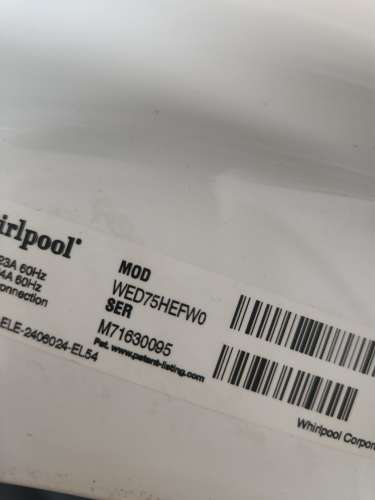 irlpool
23A 60Hz
4A 60Hz
onnection
ELE-2406024-EL54
MOD
WED75HEFW0
SER
M71630095
Pat. www.patent-listing.com
Whirlpool Corpor